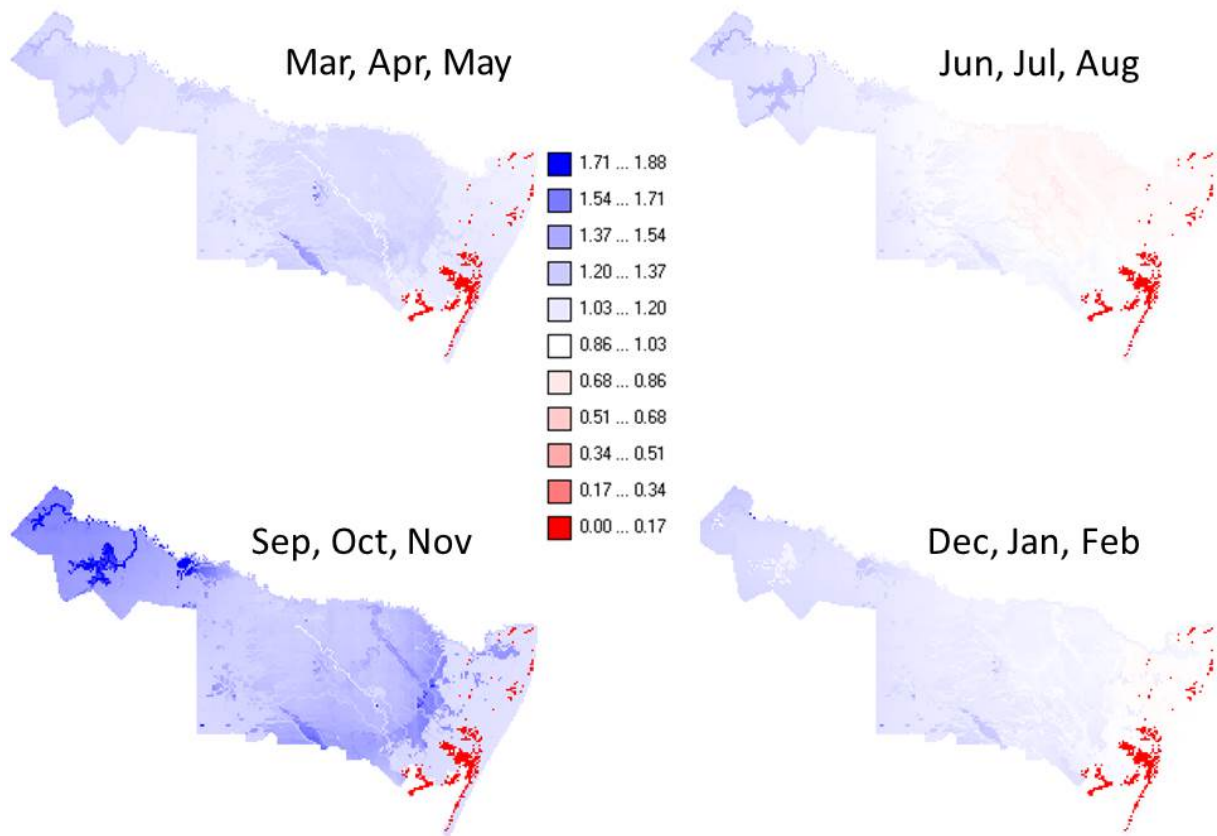 Mar, Apr, May
Jun, Jul, Aug
1.71 ... 1.88
1.54 ... 1.71
1.37 ... 1.54
1.20 ... 1.37
1.03 ... 1.20
0.86 ... 1.03
0.68 ... 0.86
0.51 ... 0.68
0.34 ... 0.51
0.17 ... 0.34
0.00 ... 0.17
Sep, Oct, Nov
Dec, Jan, Feb